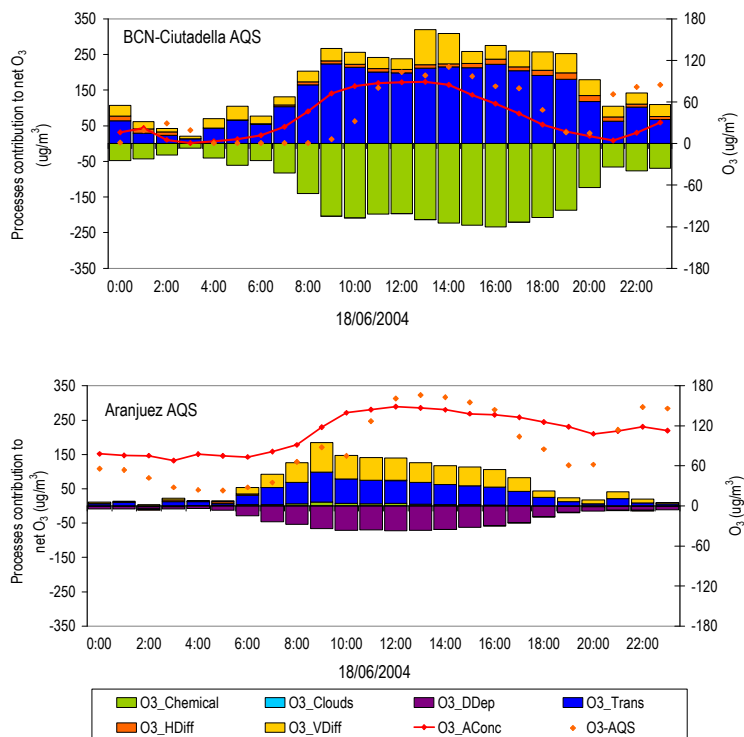 BCN-Ciutadella AQS
Processes contribution to net O3
(ug/m3)
350
250
150
50
-50
-150
-250
-350
180
120
60
0
-60
-120
-180
O3 (ug/m3)
0:00 2:00 4:00 6:00 8:00 10:00 12:00 14:00 16:00 18:00 20:00 22:00
18/06/2004
Aranjuez AQS
Processes contribution to
net O3 (ug/m3)
350
250
150
50
-50
-150
-250
-350
180
120
60
0
-60
-120
-180
O3 (ug/m3)
0:00 2:00 4:00 6:00 8:00 10:00 12:00 14:00 16:00 18:00 20:00 22:00
18/06/2004
O3_Chemical O3_Clouds O3_DDep O3_Trans
O3_HDiff O3_VDiff O3_AConc O3-AQS